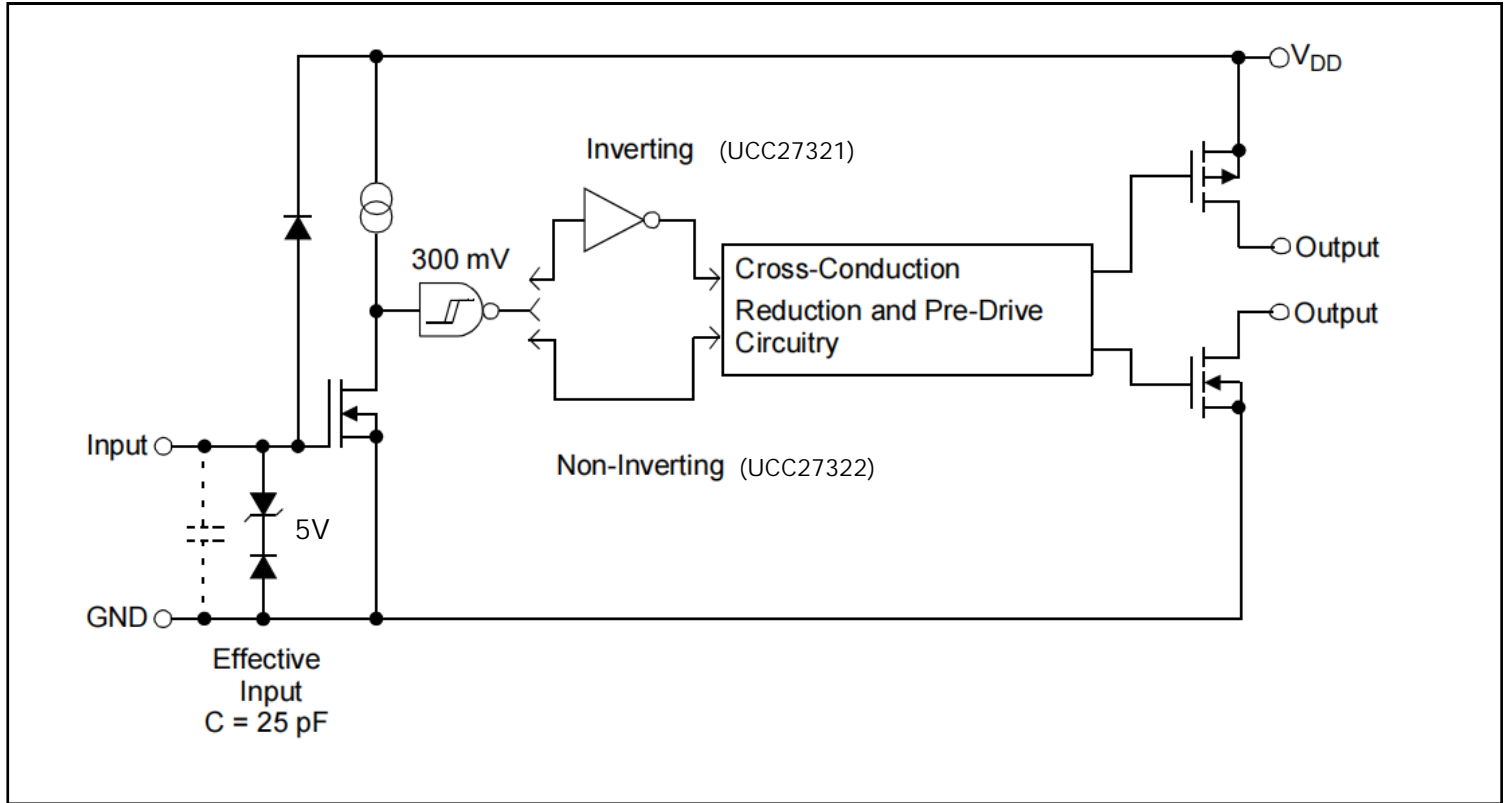 V_DD
Inverting (UCC27321)
300 mV
Cross-Conduction
Reduction and Pre-Drive
Circuitry
Output
Output
Input
Non-Inverting (UCC27322)
5V
GND
Effective
Input
C = 25 pF